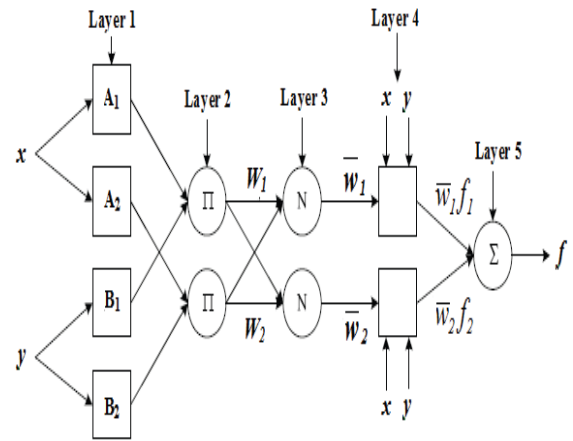 Layer 1
Layer 4
A₁
Layer 2
Layer 3
x y
Layer 5
x
Π
W₁
N
w̅₁
w̅₁f₁
A₂
Σ
f
B₁
Π
W₂
N
w̅₂
w̅₂f₂
y
B₂
x y